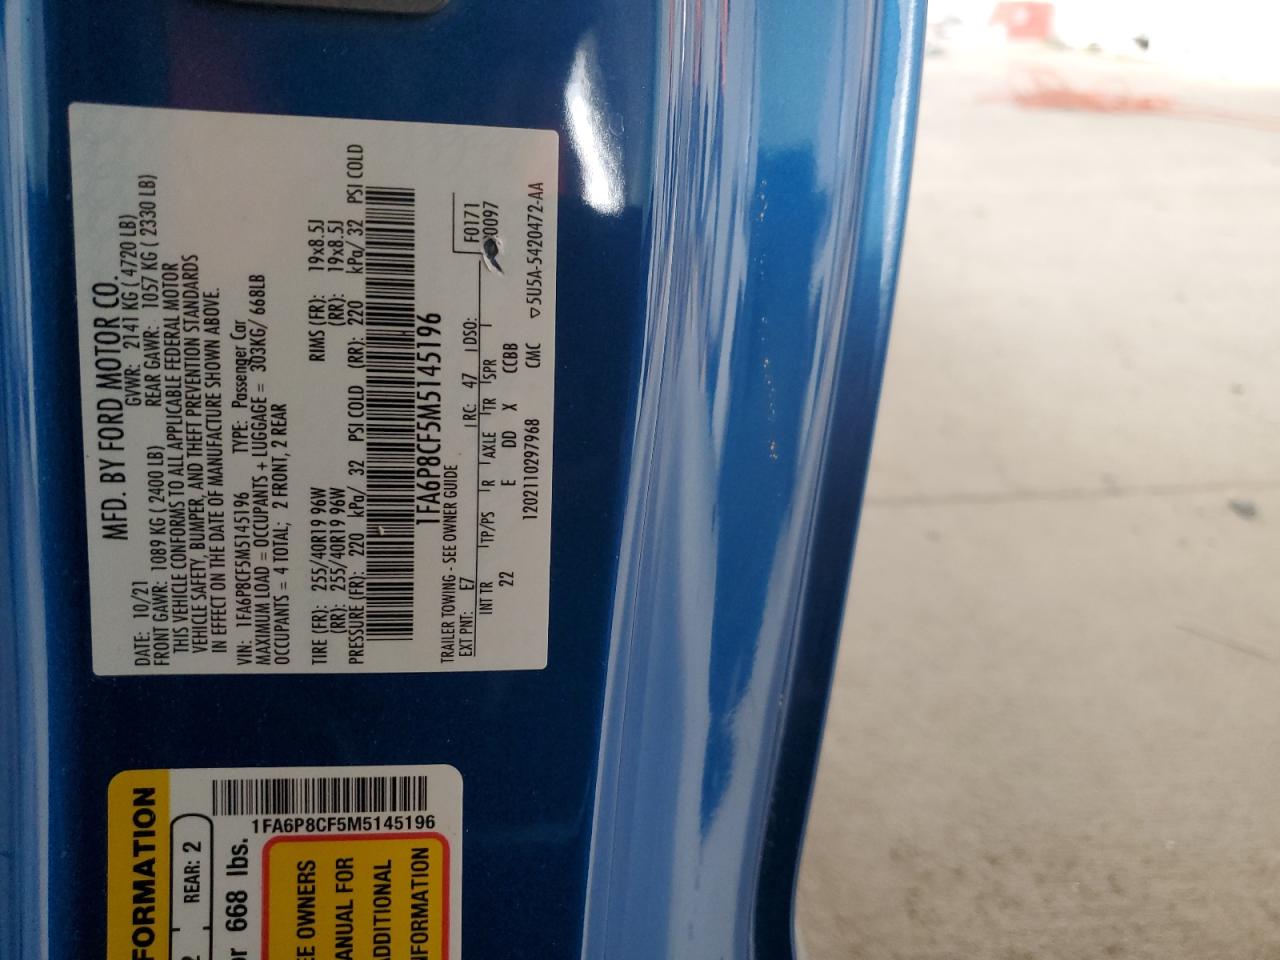 MFD. BY FORD MOTOR CO.
DATE: 10/21 GVWR: 2141 KG ( 4720 LB)
FRONT GAWR: 1089 KG ( 2400 LB) REAR GAWR: 1057 KG ( 2330 LB)
THIS VEHICLE CONFORMS TO ALL APPLICABLE FEDERAL MOTOR
VEHICLE SAFETY, BUMPER, AND THEFT PREVENTION STANDARDS
IN EFFECT ON THE DATE OF MANUFACTURE SHOWN ABOVE.
VIN: 1FA6P8CF5M5145196 TYPE: Passenger Car
MAXIMUM LOAD = OCCUPANTS + LUGGAGE = 303KG/ 668LB
OCCUPANTS = 4 TOTAL; 2 FRONT, 2 REAR
TIRE (FR): 255/40R19 96W RIMS (FR): 19x8.5J
(RR): 255/40R19 96W (RR): 19x8.5J
PRESSURE (FR): 220 kPa/ 32 PSI COLD (RR): 220 kPa/ 32 PSI COLD
1FA6P8CF5M5145196
TRAILER TOWING - SEE OWNER GUIDE
EXT PNT: E7 RC: 47 DSO: F0171
INT TR TP/PS R AXLE TR SPR 0097
22 E DD X CCBB
1202110297968 CMC ▽5U5A-5420472-AA
FORMATION
REAR: 2
or 668 lbs.
1FA6P8CF5M5145196
EE OWNERS
ANUAL FOR
ADDITIONAL
FORMATION